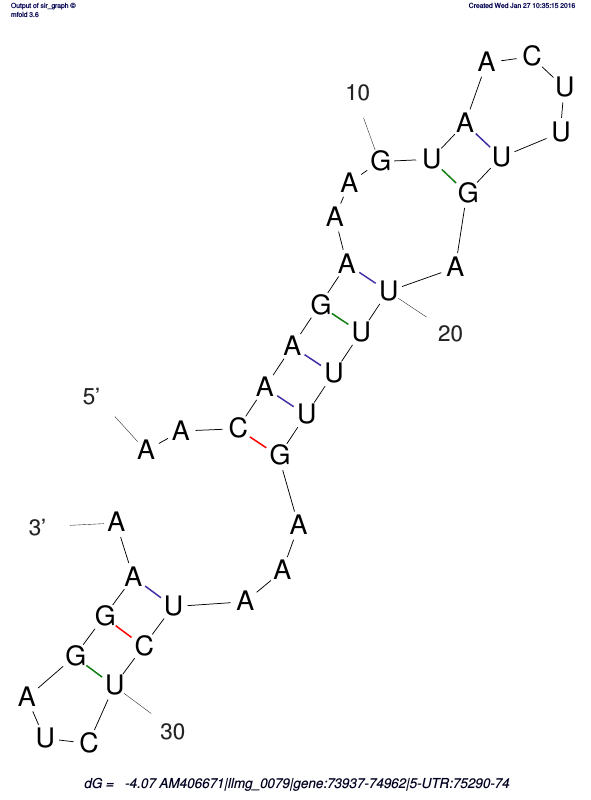 Output of sir_graph ©
mfold 3.6
Created Wed Jan 27 10:35:15 2016
A C U U
10 A
G U U
A G
A
A A
U
G 20
U
A U
5’ A U
A A C G
3’ A A
A A
G U A
G C
A U
U C 30
dG = -4.07 AM406671|llmg_0079|gene:73937-74962|5-UTR:75290-74